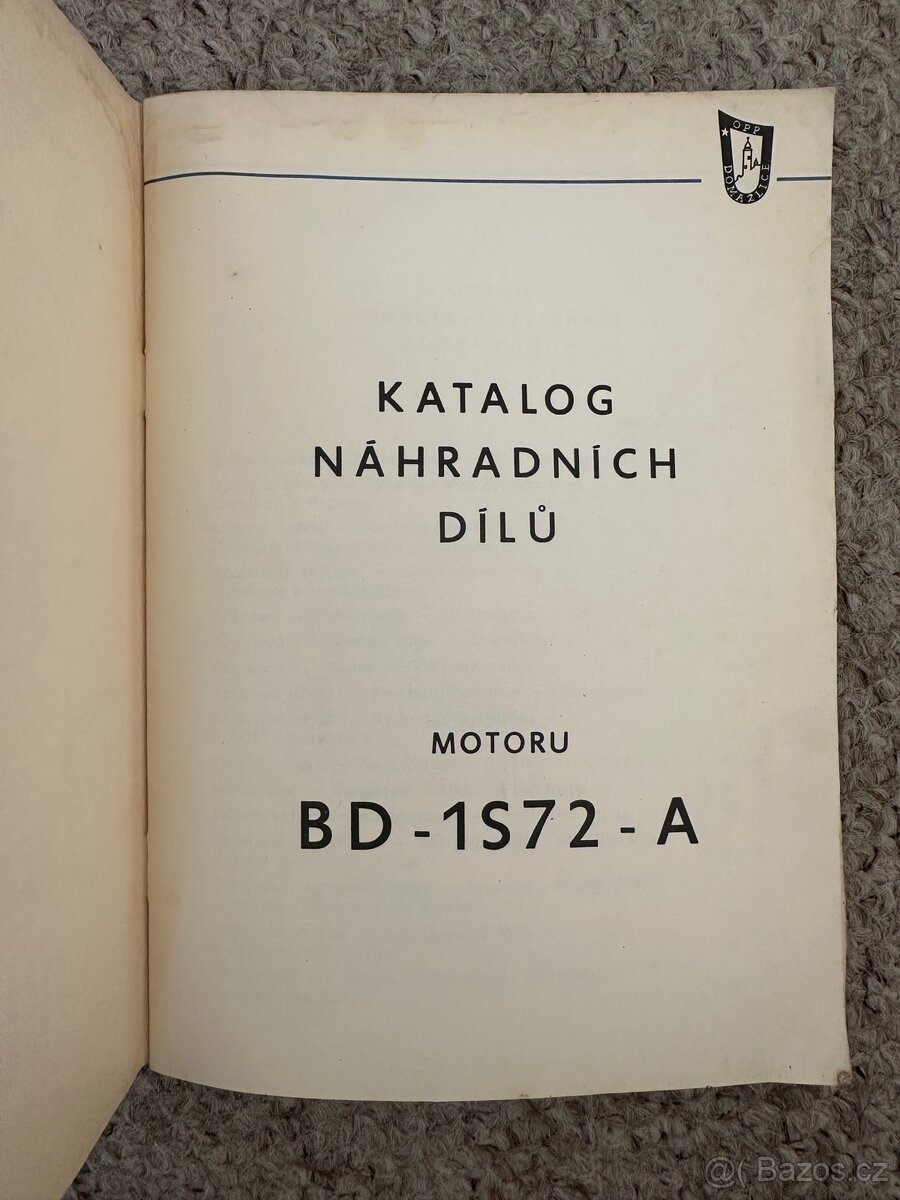 OPP
DOMAŽLICE
KATALOG
NÁHRADNÍCH
DÍLŮ
MOTORU
BD-1S72-A
@( Bazos.cz